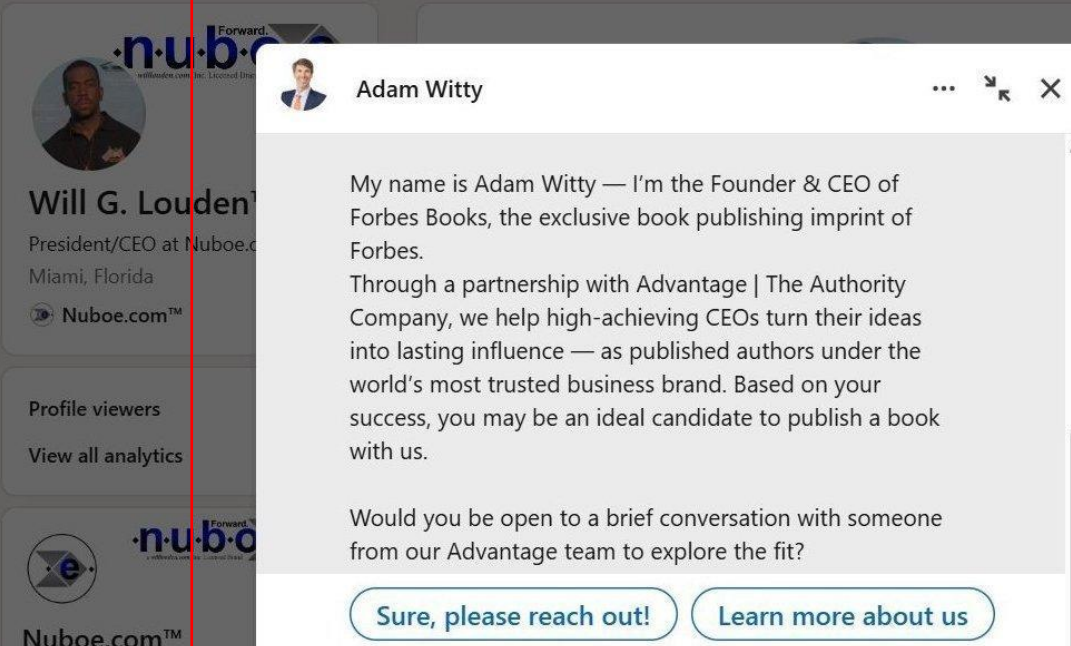 Forward.
·n·u·b·
Will G. Louden
President/CEO at Nuboe.c
Miami, Florida
Nuboe.com™
Profile viewers
View all analytics
Forward.
·n·u·b·o
e
Nuboe.com™
Adam Witty
My name is Adam Witty — I'm the Founder & CEO of
Forbes Books, the exclusive book publishing imprint of
Forbes.
Through a partnership with Advantage | The Authority
Company, we help high-achieving CEOs turn their ideas
into lasting influence — as published authors under the
world's most trusted business brand. Based on your
success, you may be an ideal candidate to publish a book
with us.
Would you be open to a brief conversation with someone
from our Advantage team to explore the fit?
Sure, please reach out!
Learn more about us